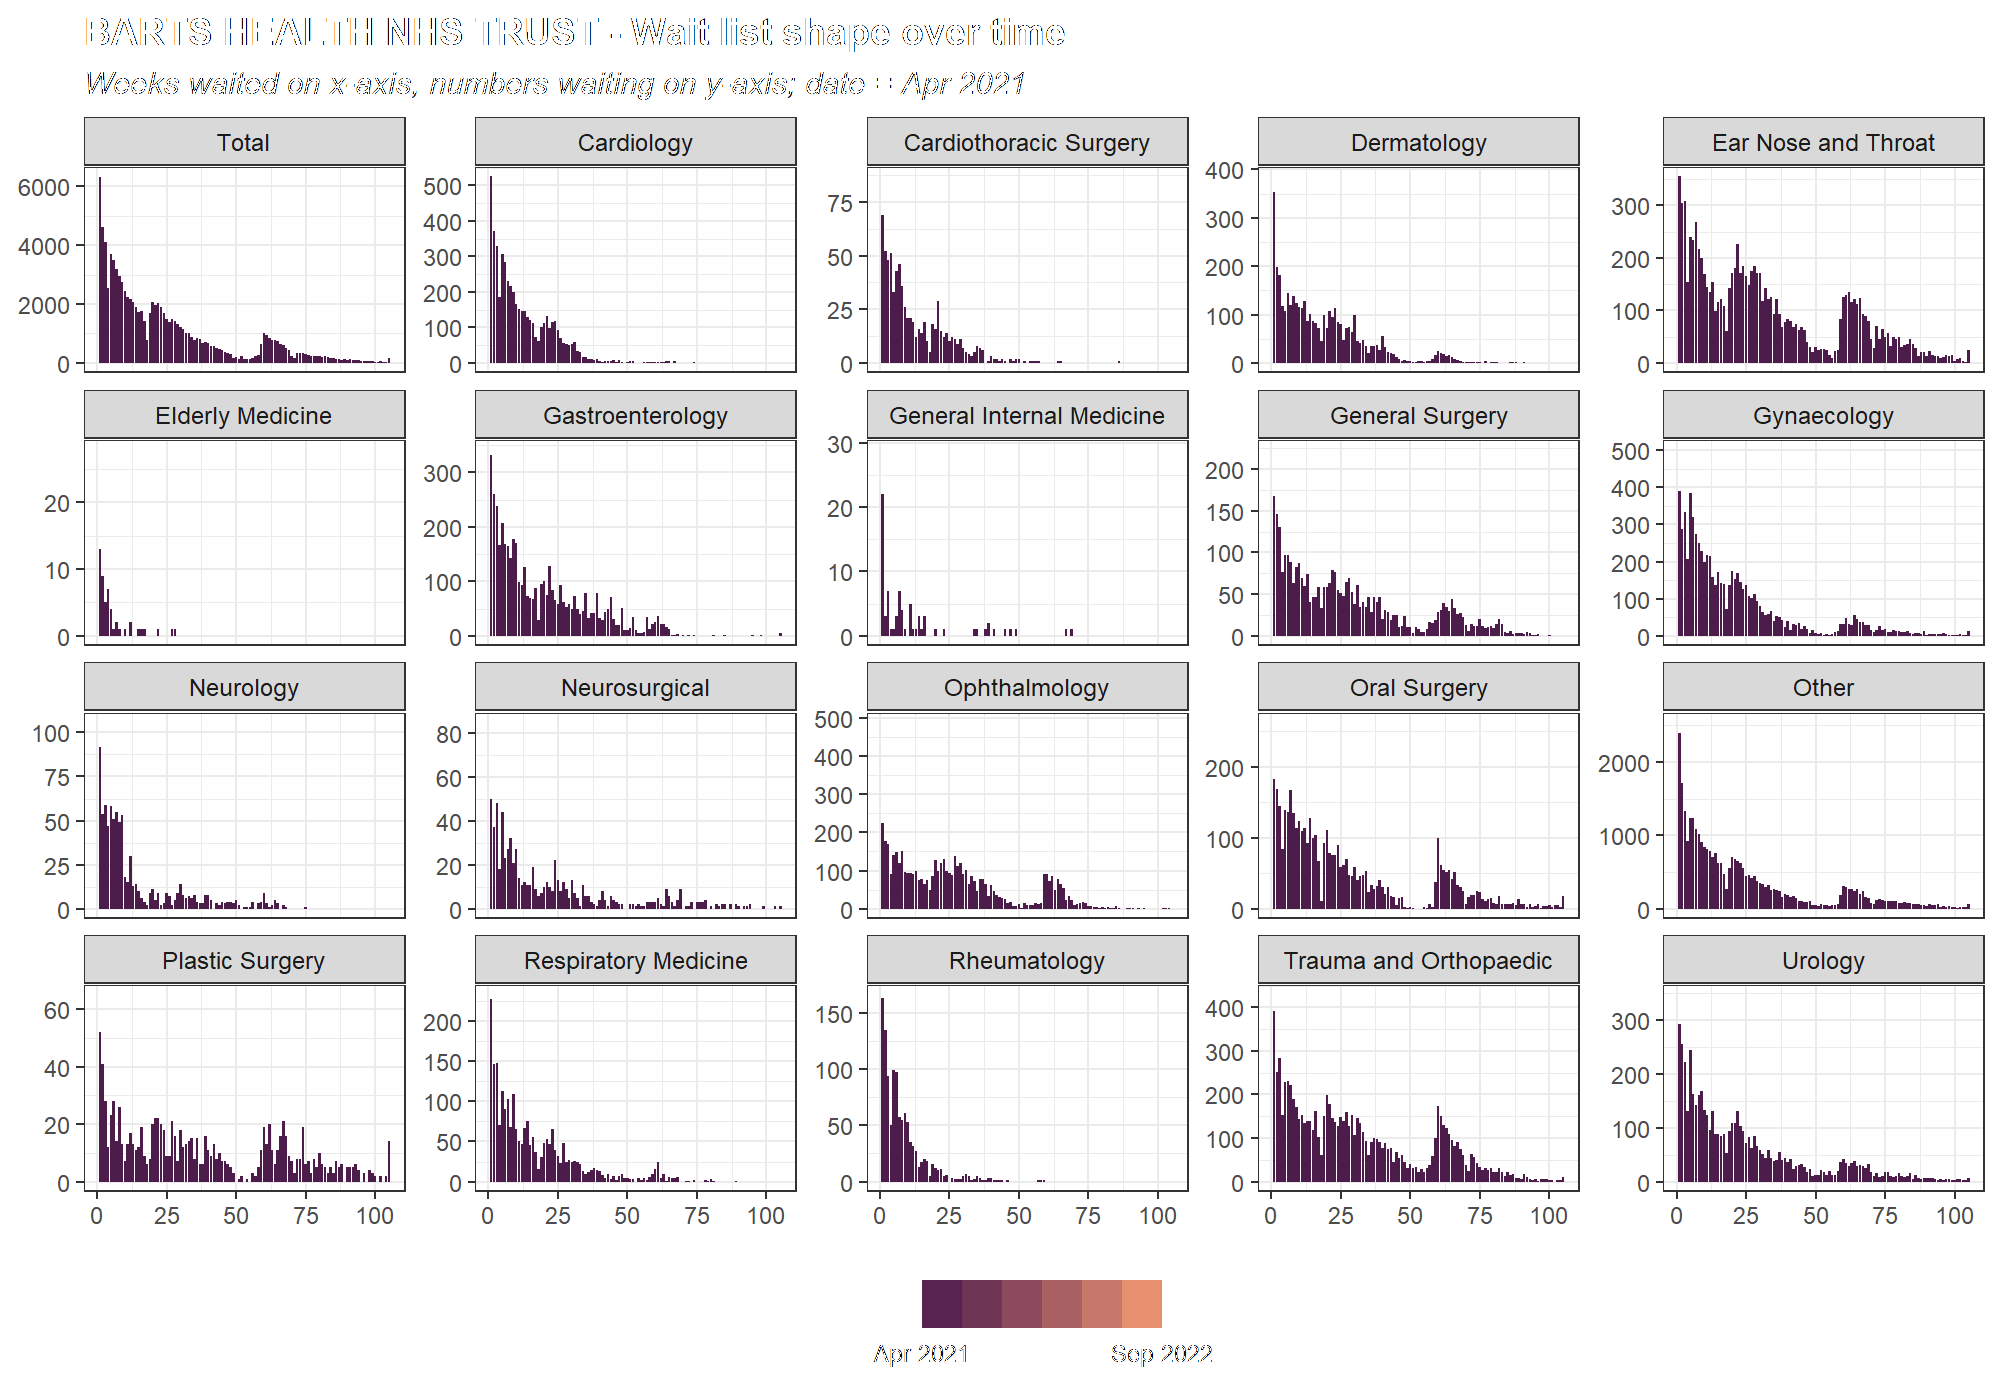 BARTS HEALTH NHS TRUST - Wait list shape over time
Weeks waited on x-axis, numbers waiting on y-axis; date = Apr 2021
Total Cardiology Cardiothoracic Surgery Dermatology Ear Nose and Throat
6000 4000 2000 0
500 400 300 200 100 0
75 50 25 0
400 300 200 100 0
300 200 100 0
Elderly Medicine Gastroenterology General Internal Medicine General Surgery Gynaecology
20 10 0
300 200 100 0
30 20 10 0
200 150 100 50 0
500 400 300 200 100 0
Neurology Neurosurgical Ophthalmology Oral Surgery Other
100 75 50 25 0
80 60 40 20 0
500 400 300 200 100 0
200 100 0
2000 1000 0
Plastic Surgery Respiratory Medicine Rheumatology Trauma and Orthopaedic Urology
60 40 20 0
200 150 100 50 0
150 100 50 0
400 300 200 100 0
300 200 100 0
0 25 50 75 100 0 25 50 75 100 0 25 50 75 100 0 25 50 75 100 0 25 50 75 100
Apr 2021 Sep 2022